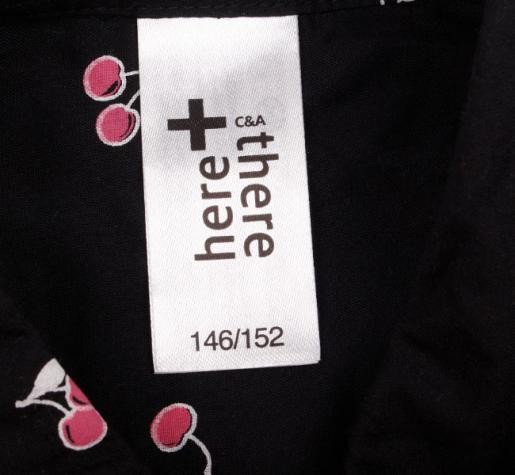 here +
there
C&A
146/152